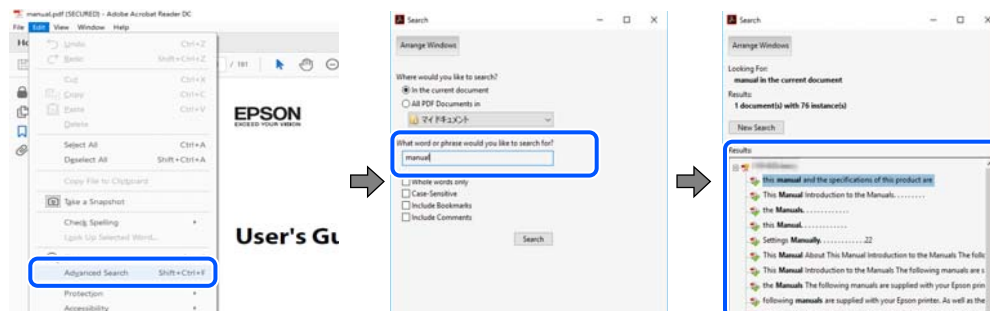 manual.pdf (SECURED) - Adobe Acrobat Reader DC
File Edit View Window Help
Undo Ctrl+Z
Redo Shift+Ctrl+Z
Cut Ctrl+X
Copy Ctrl+C
Paste Ctrl+V
Delete
Select All Ctrl+A
Deselect All Shift+Ctrl+A
Copy File to Clipboard
Take a Snapshot
Check Spelling
Look Up Selected Word...
Advanced Search Shift+Ctrl+F
Protection
Accessibility
/ 181
EPSON
EXCEED YOUR VISION
User's Gu
Search
Arrange Windows
Where would you like to search?
In the current document
All PDF Documents in
マイ ドキュメント
What word or phrase would you like to search for?
manual
Whole words only
Case-Sensitive
Include Bookmarks
Include Comments
Search
Search
Arrange Windows
Looking For:
manual in the current document
Results:
1 document(s) with 76 instance(s)
New Search
Results:
this manual and the specifications of this product are
This Manual Introduction to the Manuals. . . . . . . . .
the Manuals. . . . . . . . . . . . .
this Manual. . . . . . . . . . . . .
Settings Manually. . . . . . . . . . . . .22
This Manual About This Manual Introduction to the Manuals The follo
This Manual Introduction to the Manuals The following manuals are s
the Manuals The following manuals are supplied with your Epson prin
following manuals are supplied with your Epson printer. As well as the